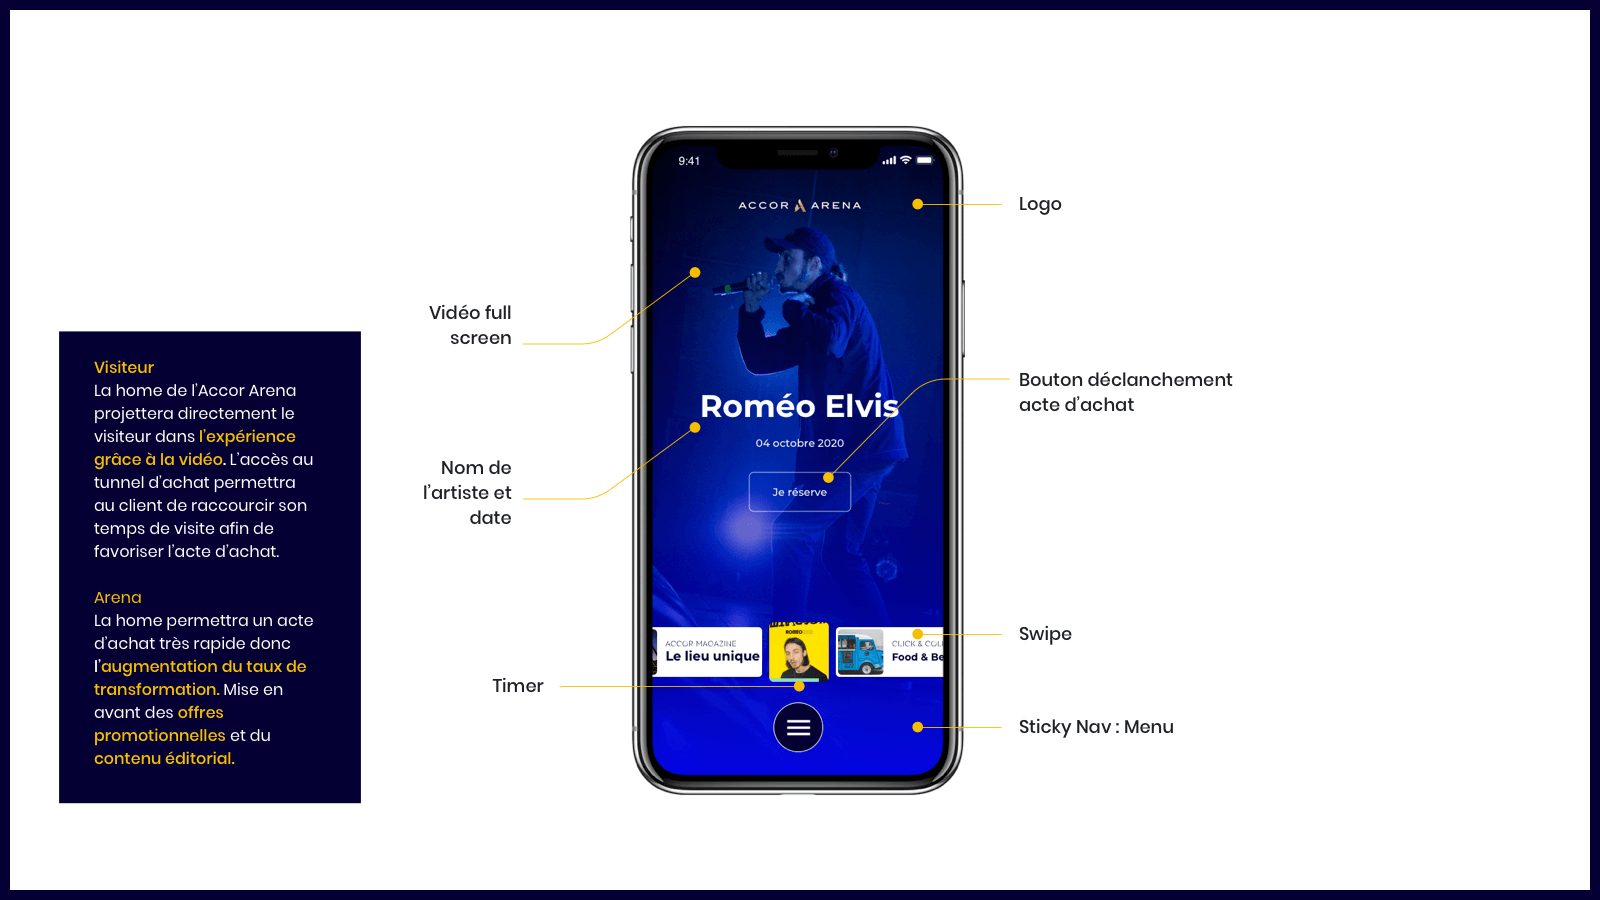 9:41
ACCOR ARENA
Logo
Vidéo full
screen
Bouton déclanchement
acte d'achat
Roméo Elvis
04 octobre 2020
Je réserve
Nom de
l'artiste et
date
Visiteur
La home de l'Accor Arena
projettera directement le
visiteur dans l'expérience
grâce à la vidéo. L'accès au
tunnel d'achat permettra
au client de raccourcir son
temps de visite afin de
favoriser l'acte d'achat.
Arena
La home permettra un acte
d'achat très rapide donc
l'augmentation du taux de
transformation. Mise en
avant des offres
promotionnelles et du
contenu éditorial.
ACCOR MAGAZINE
Le lieu unique
ROMEO
CLICK & COL
Food & Be
Swipe
Timer
Sticky Nav : Menu